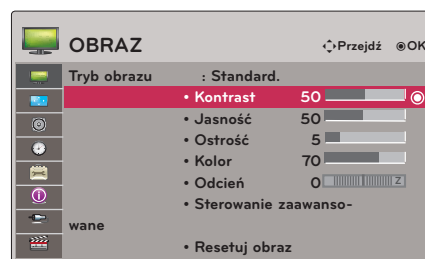 OBRAZ Przejdź OK
Tryb obrazu : Standard.
• Kontrast 50
• Jasność 50
• Ostrość 5
• Kolor 70
• Odcień 0 Z
• Sterowanie zaawanso-
wane
• Resetuj obraz